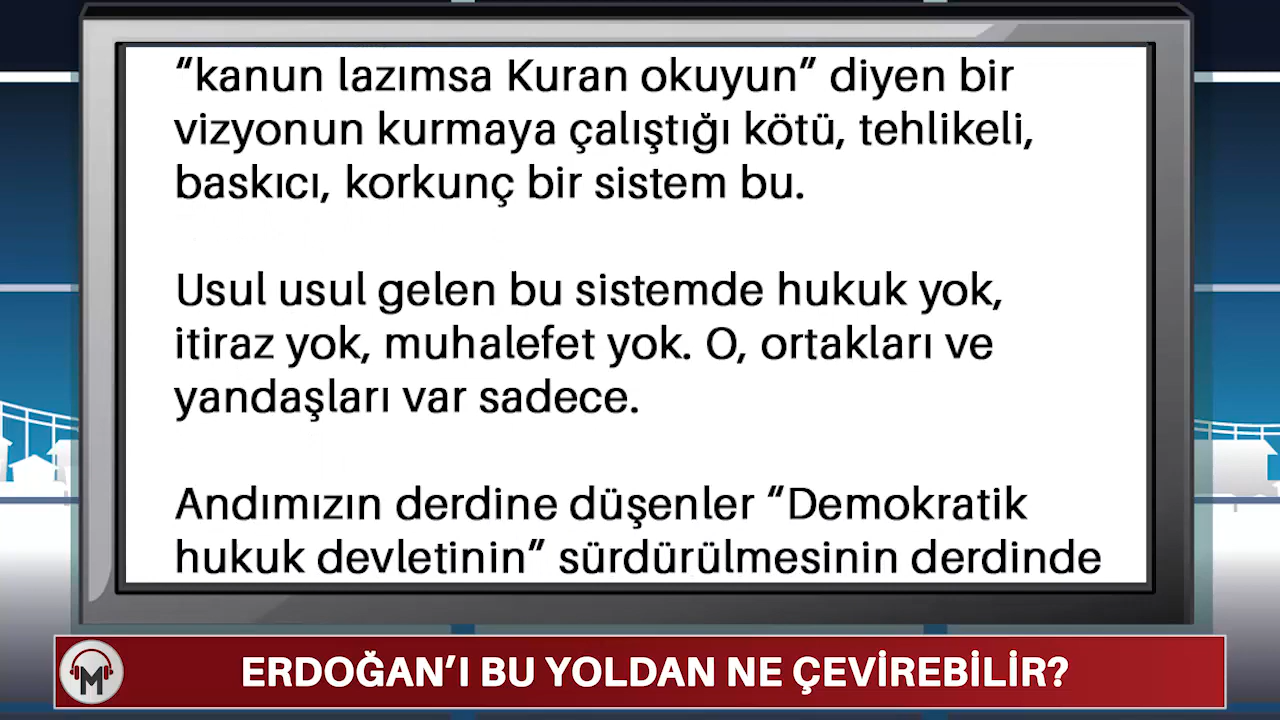 “kanun lazımsa Kuran okuyun” diyen bir
vizyonun kurmaya çalıştığı kötü, tehlikeli,
baskıcı, korkunç bir sistem bu.
Usul usul gelen bu sistemde hukuk yok,
itiraz yok, muhalefet yok. O, ortakları ve
yandaşları var sadece.
Andımızın derdine düşenler “Demokratik
hukuk devletinin” sürdürülmesinin derdinde
M
ERDOĞAN’I BU YOLDAN NE ÇEVİREBİLİR?